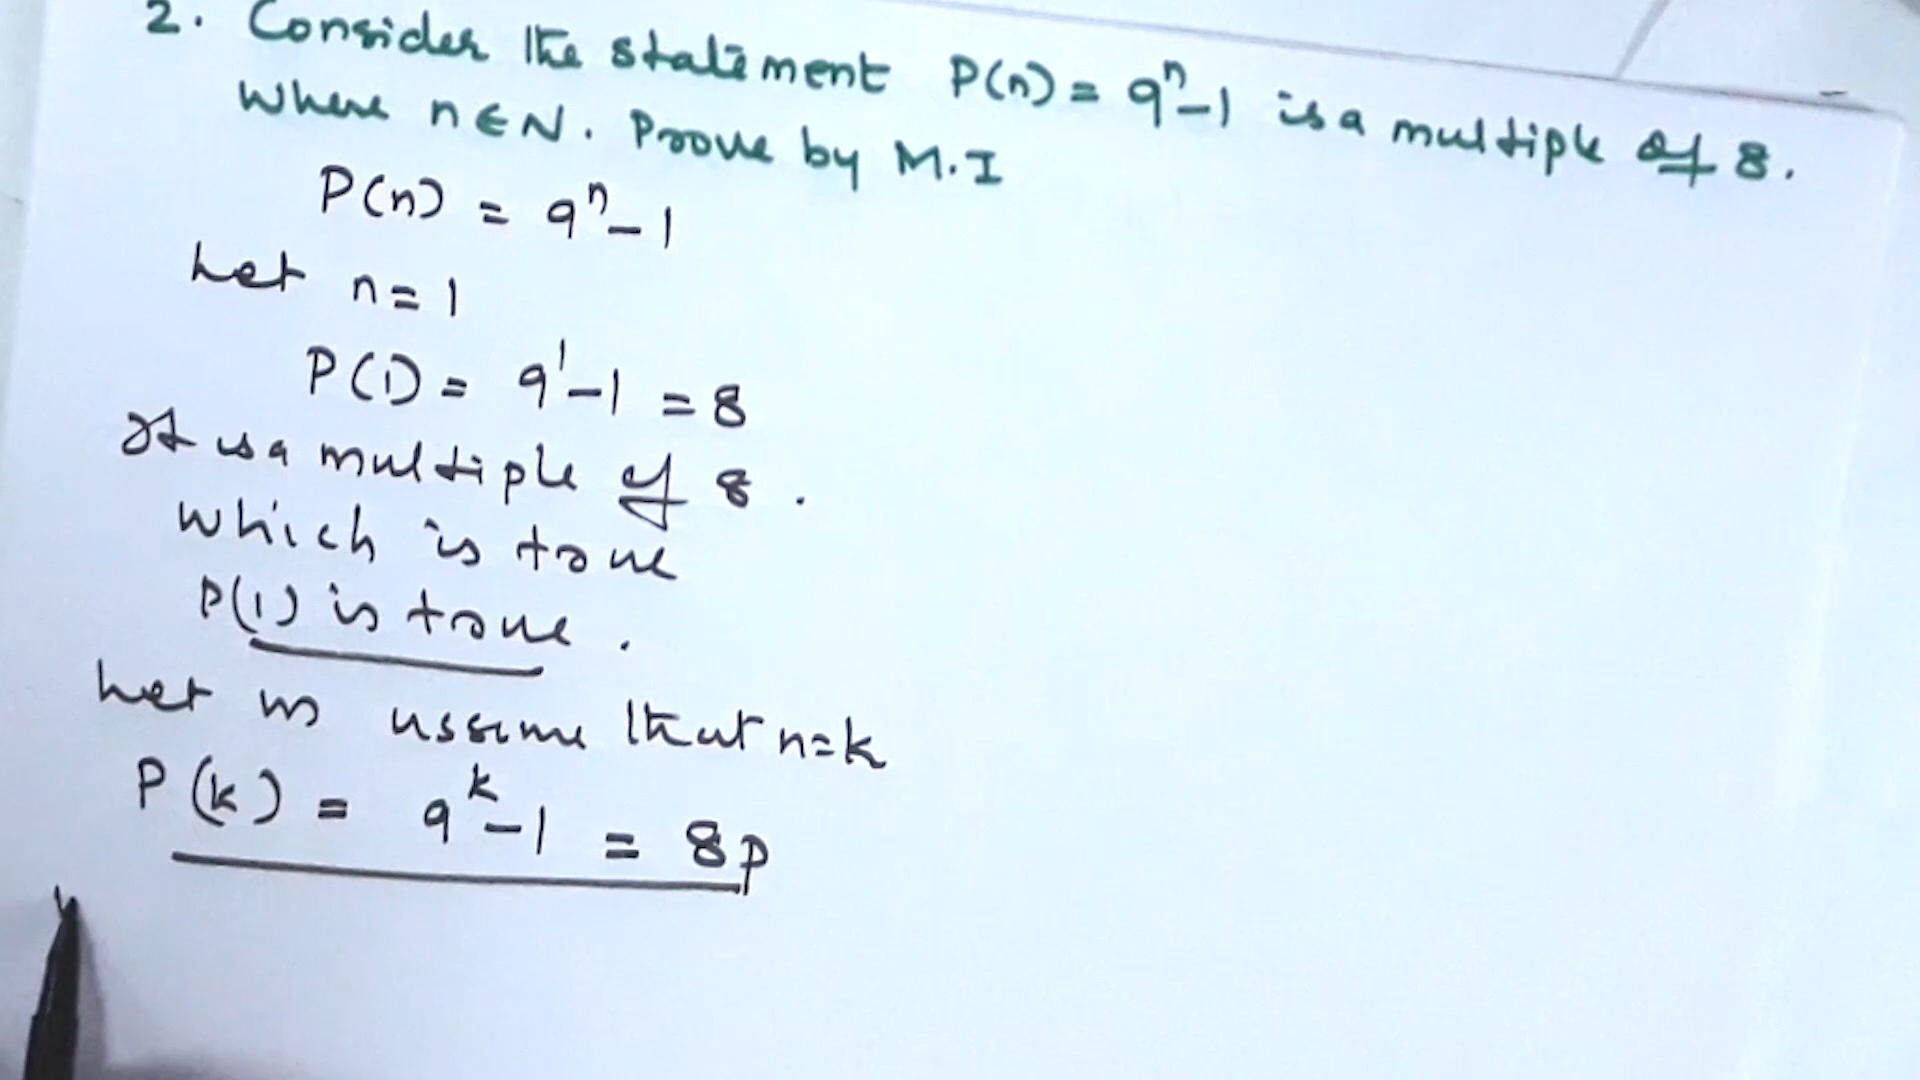 2. Consider the statement P(n) = 9ⁿ-1 is a multiple of 8.
where n∈N. Prove by M.I
P(n) = 9ⁿ-1
Let n=1
P(1) = 9¹-1 = 8
It is a multiple of 8.
Which is true
P(1) is true.
Let us assume that n=k
P(k) = 9ᵏ-1 = 8p